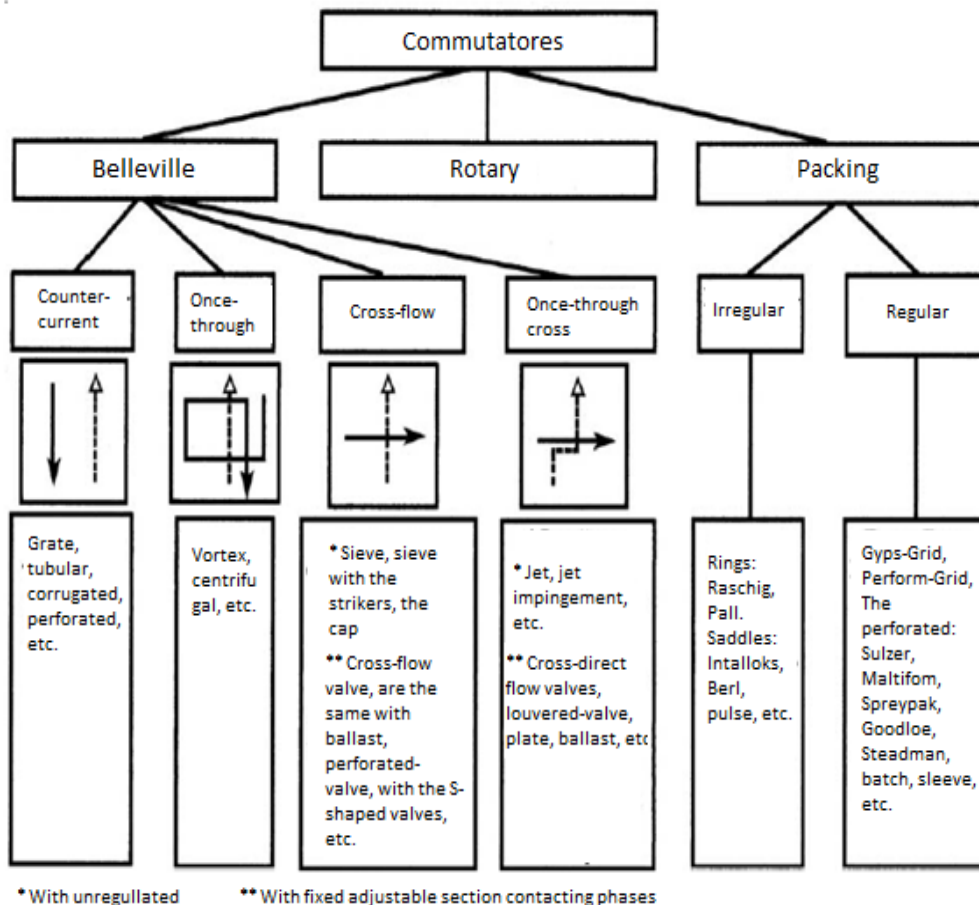 Commutatores
Belleville
Rotary
Packing
Counter-
current
Once-
through
Cross-flow
Once-through
cross
Irregular
Regular
Grate,
tubular,
corrugated,
perforated,
etc.
Vortex,
centrifu
gal, etc.
* Sieve, sieve
with the
strikers, the
cap
** Cross-flow
valve, are the
same with
ballast,
perforated-
valve, with the S-
shaped valves,
etc.
* Jet, jet
impingement,
etc.
** Cross-direct
flow valves,
louvered-valve,
plate, ballast, etc
Rings:
Raschig,
Pall.
Saddles:
Intalloks,
Berl,
pulse, etc.
Gyps-Grid,
Perform-Grid,
The
perforated:
Sulzer,
Maltifom,
Spreypak,
Goodloe,
Steadman,
batch, sleeve,
etc.
* With unregullated
** With fixed adjustable section contacting phases